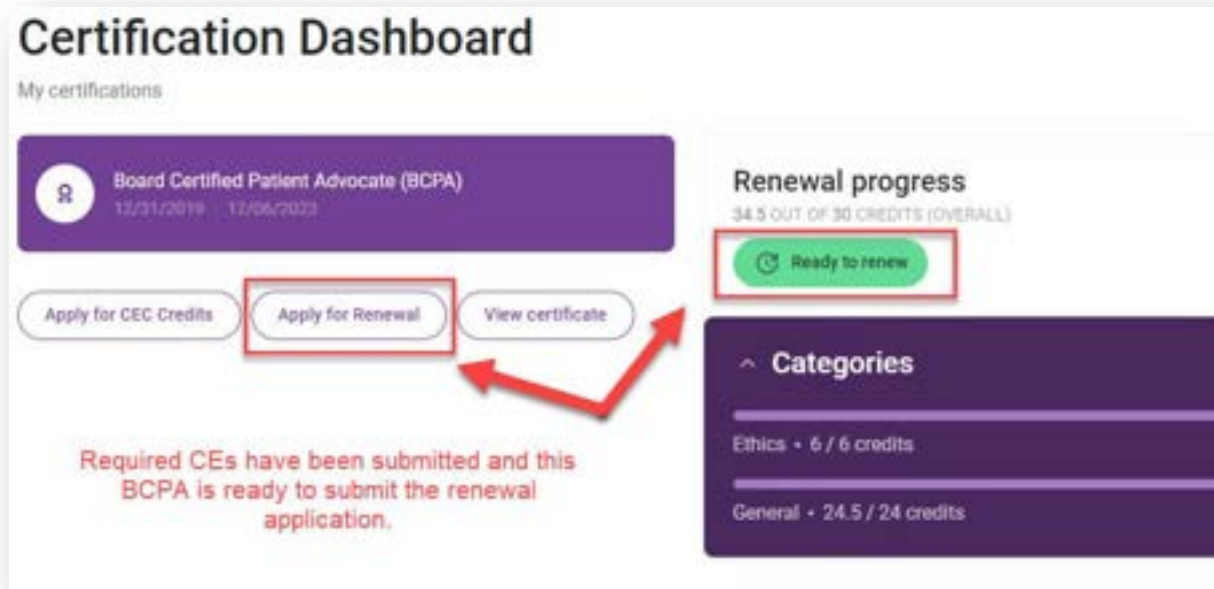 Certification Dashboard
My certifications
Board Certified Patient Advocate (BCPA)
12/31/2019 - 12/06/2023
Apply for CEC Credits
Apply for Renewal
View certificate
Required CEs have been submitted and this
BCPA is ready to submit the renewal
application.
Renewal progress
34.5 OUT OF 30 CREDITS (OVERALL)
Ready to renew
Categories
Ethics • 6 / 6 credits
General • 24.5 / 24 credits